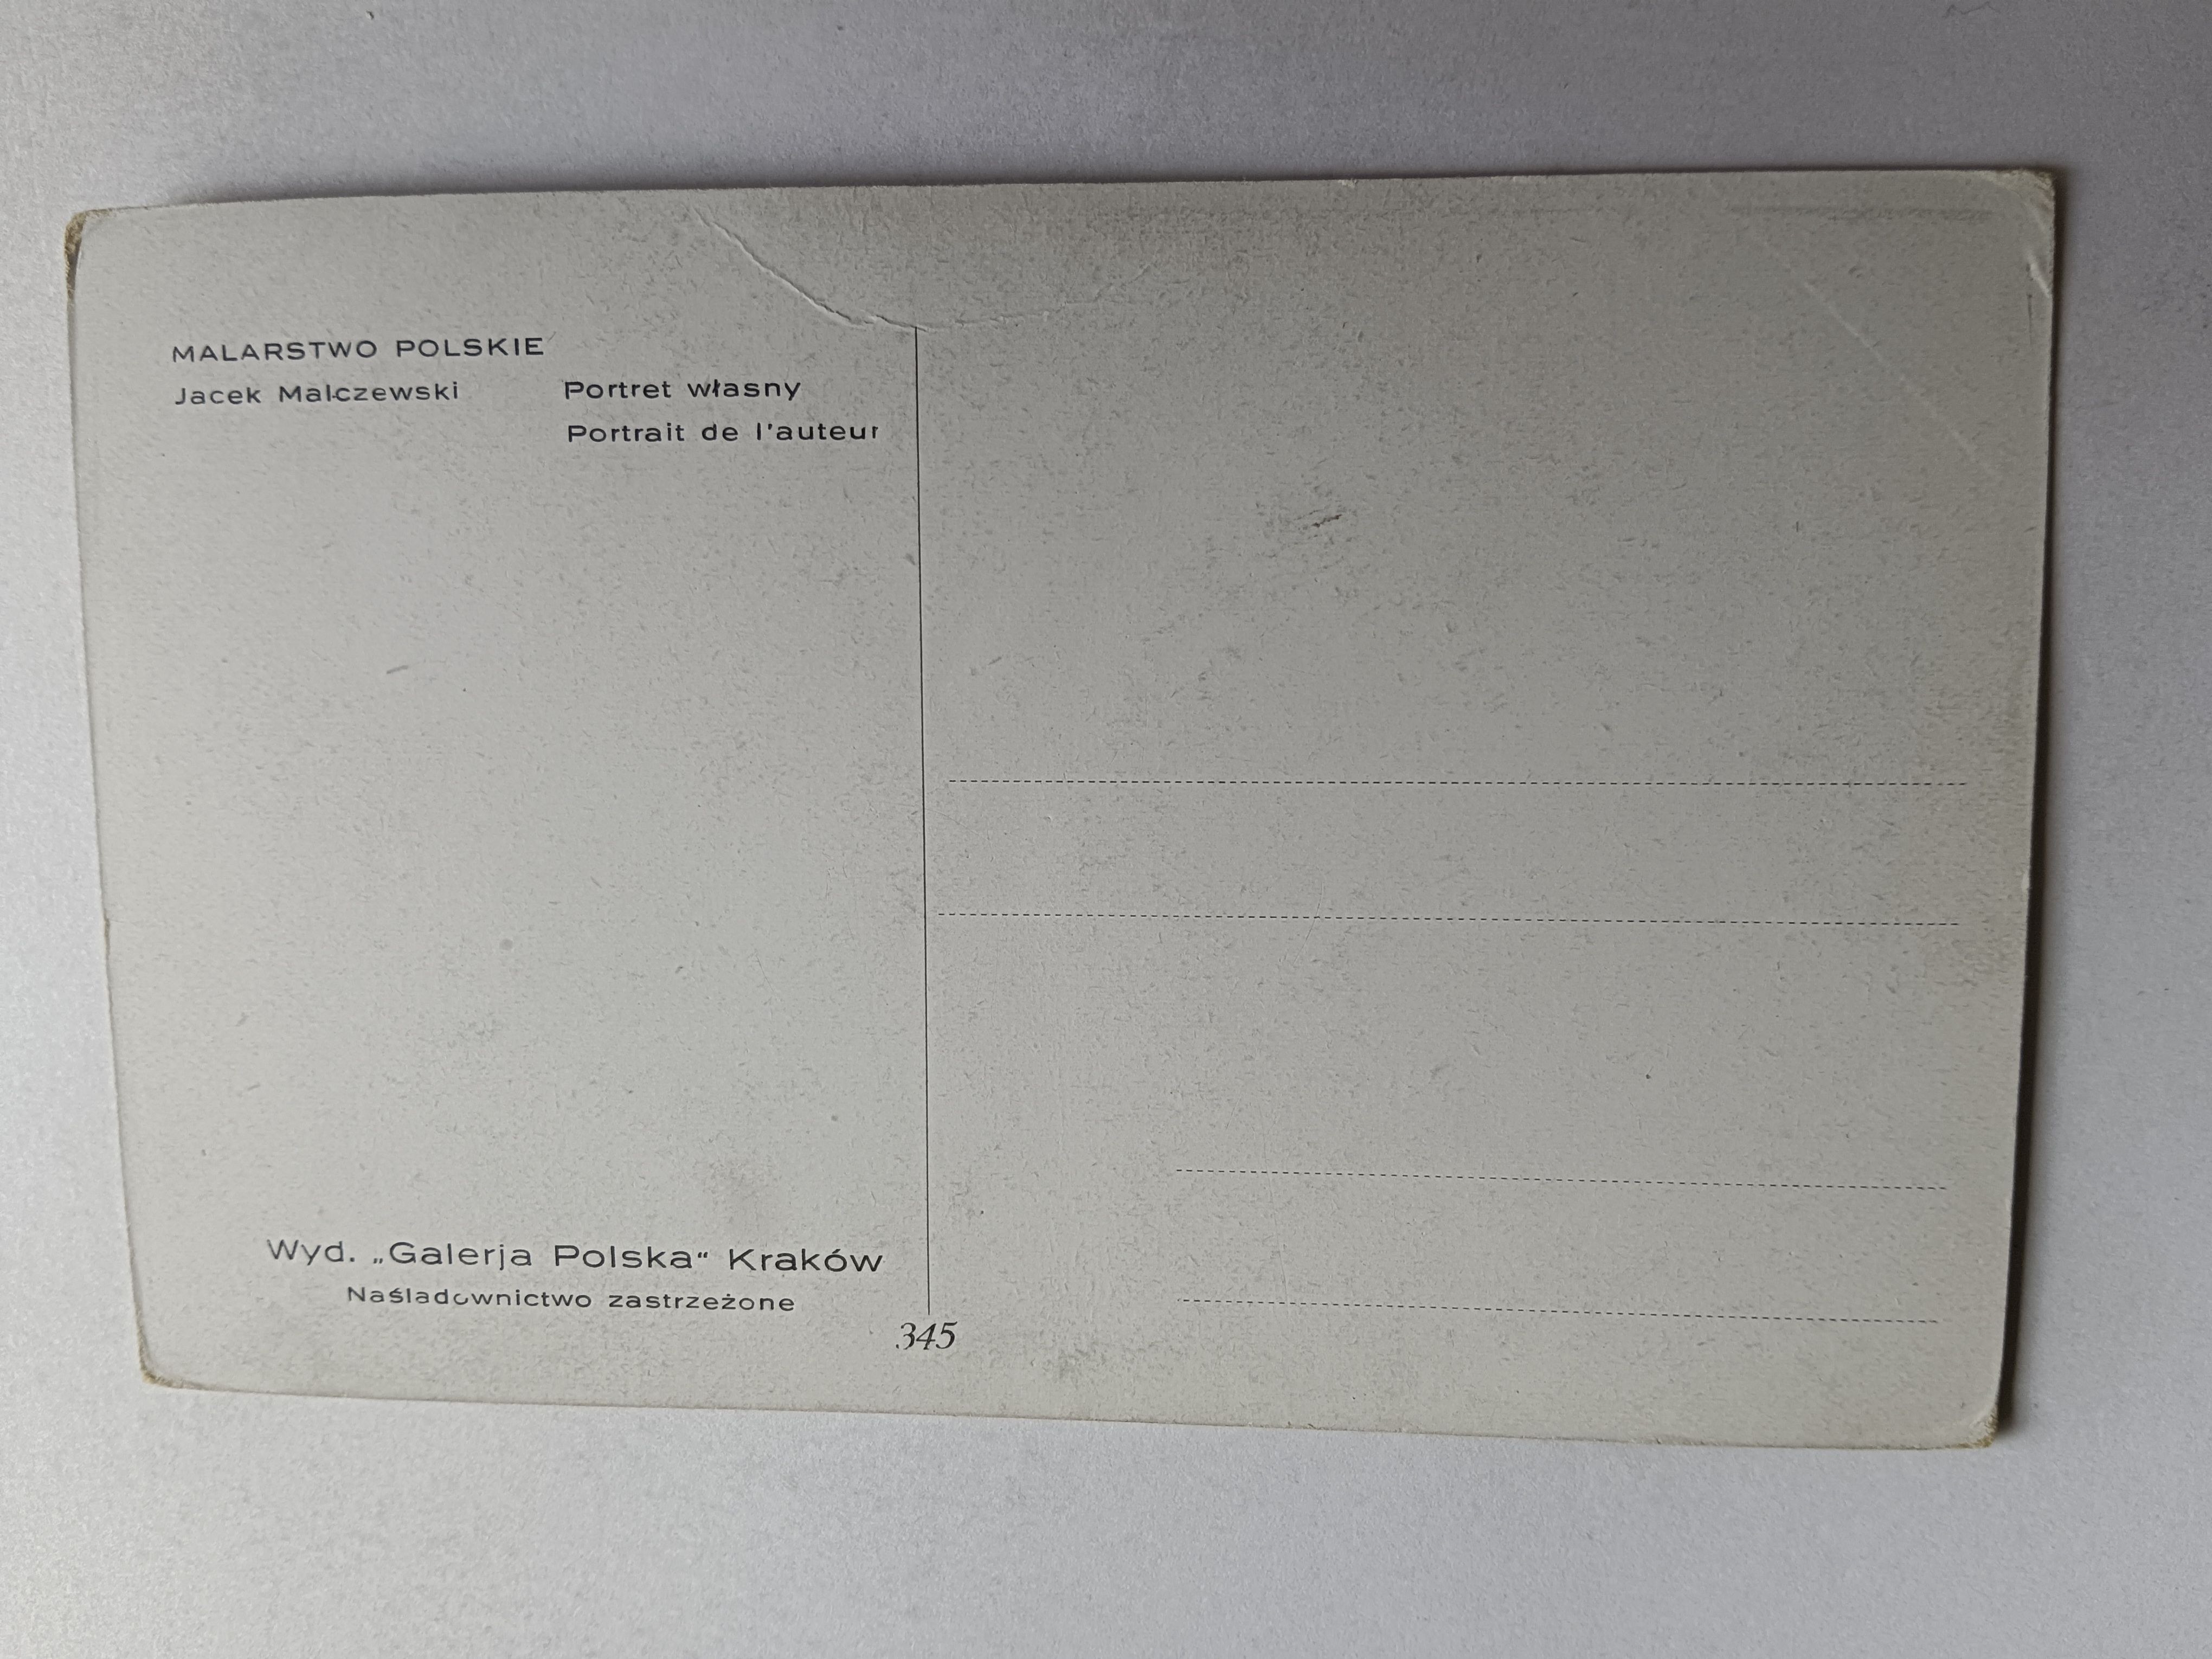 MALARSTWO POLSKIE
Jacek Malczewski Portret własny
Portrait de l'auteur
Wyd. „Galerja Polska“ Kraków
Naśladownictwo zastrzeżone
345